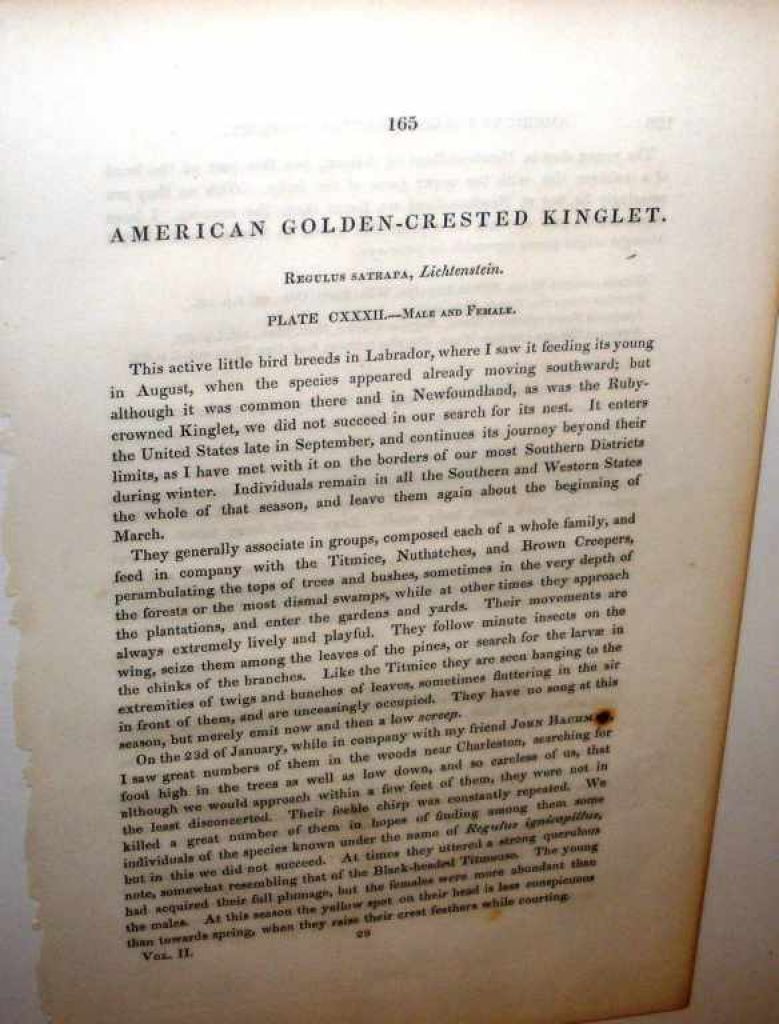 165
AMERICAN GOLDEN-CRESTED KINGLET.
REGULUS SATRAPA, Lichtenstein.
PLATE CXXXII.—MALE AND FEMALE.
This active little bird breeds in Labrador, where I saw it feeding its young
in August, when the species appeared already moving southward; but
although it was common there and in Newfoundland, as was the Ruby-
crowned Kinglet, we did not succeed in our search for its nest. It enters
the United States late in September, and continues its journey beyond their
limits, as I have met with it on the borders of our most Southern Districts
during winter. Individuals remain in all the Southern and Western States
the whole of that season, and leave them again about the beginning of
March.
They generally associate in groups, composed each of a whole family, and
feed in company with the Titmice, Nuthatches, and Brown Creepers,
perambulating the tops of trees and bushes, sometimes in the very depth of
the forests or the most dismal swamps, while at other times they approach
the plantations, and enter the gardens and yards. Their movements are
always extremely lively and playful. They follow minute insects on the
wing, seize them among the leaves of the pines, or search for the larvæ in
the chinks of the branches. Like the Titmice they are seen hanging to the
extremities of twigs and bunches of leaves, sometimes fluttering in the air
in front of them, and are unceasingly occupied. They have no song at this
season, but merely emit now and then a low screep.
On the 23d of January, while in company with my friend JOHN
I saw great numbers of them in the woods near Charleston, searching for
food high in the trees as well as low down, and so careless of us, that
although we would approach within a few feet of them, they were not in
the least disconcerted. Their feeble chirp was constantly repeated. We
killed a great number of them in hopes of finding among them some
individuals of the species known under the name of Regulus ignicapillus,
but in this we did not succeed. At times they uttered a strong querulous
note, somewhat resembling that of the Black-headed Titmouse. The young
had acquired their full plumage, but the females were more abundant than
the males. At this season the yellow spot on their head is less conspicuous
than towards spring, when they raise their crest feathers while courting.
VOL. II. 29